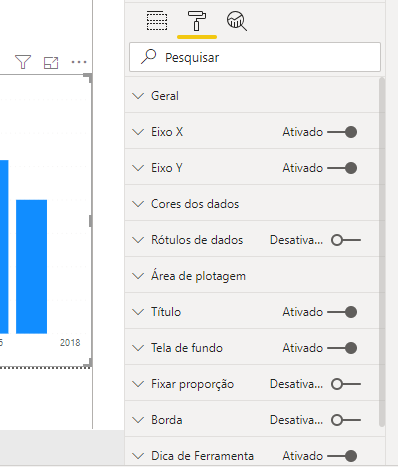 Pesquisar
Geral
Eixo X Ativado
Eixo Y Ativado
Cores dos dados
Rótulos de dados Desativa...
Área de plotagem
Título Ativado
2018
Tela de fundo Ativado
Fixar proporção Desativa...
Borda Desativa...
Dica de Ferramenta Ativado